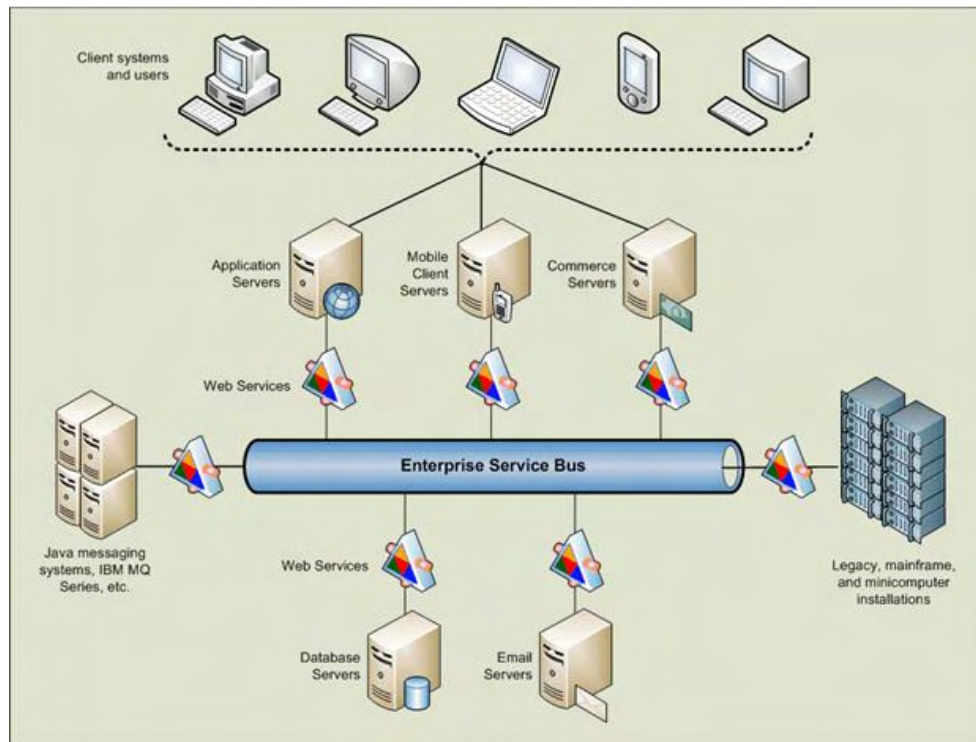 Client systems
and users
Application
Servers
Mobile
Client
Servers
Commerce
Servers
Web Services
Enterprise Service Bus
Java messaging
systems, IBM MQ
Series, etc.
Web Services
Legacy, mainframe,
and minicomputer
installations
Database
Servers
Email
Servers